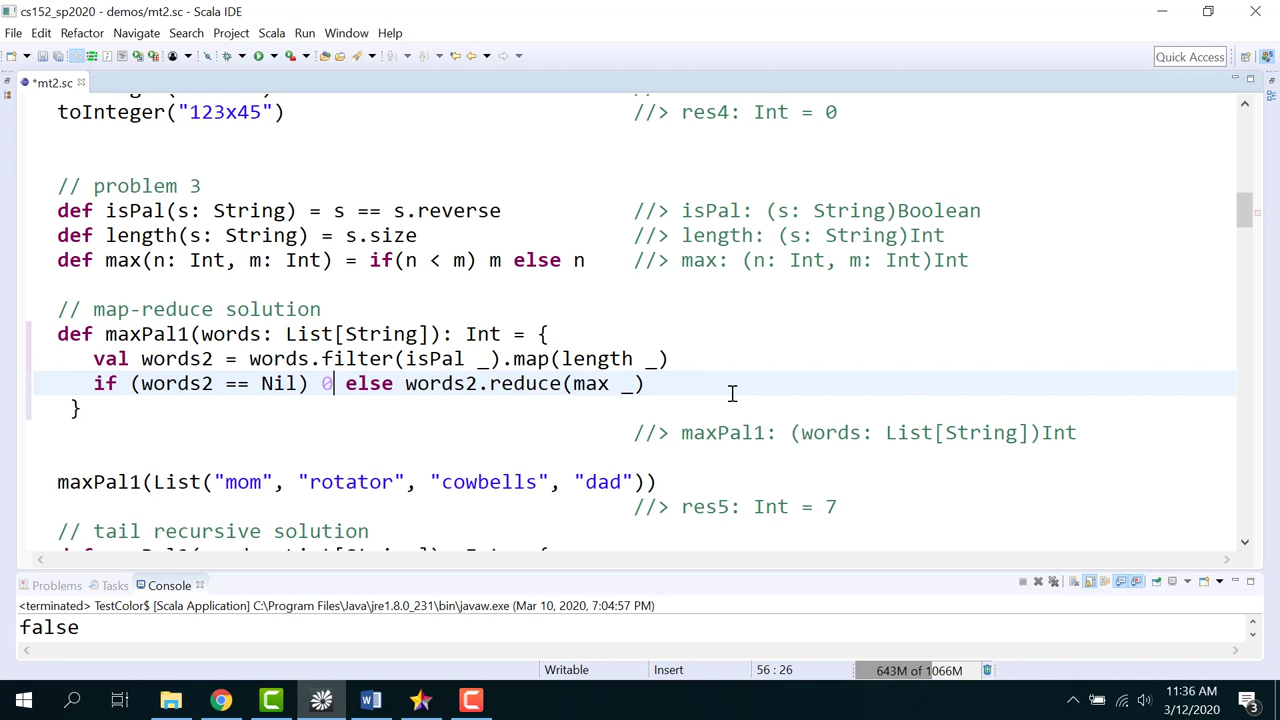 cs152_sp2020 - demos/mt2.sc - Scala IDE
File Edit Refactor Navigate Search Project Scala Run Window Help
Quick Access
*mt2.sc
toInteger("123x45") //> res4: Int = 0
// problem 3
def isPal(s: String) = s == s.reverse //> isPal: (s: String)Boolean
def length(s: String) = s.size //> length: (s: String)Int
def max(n: Int, m: Int) = if(n < m) m else n //> max: (n: Int, m: Int)Int
// map-reduce solution
def maxPal1(words: List[String]): Int = {
val words2 = words.filter(isPal _).map(length _)
if (words2 == Nil) 0 else words2.reduce(max _)
}
//> maxPal1: (words: List[String])Int
maxPal1(List("mom", "rotator", "cowbells", "dad"))
//> res5: Int = 7
// tail recursive solution
Problems Tasks Console
<terminated> TestColor$ [Scala Application] C:\Program Files\Java\jre1.8.0_231\bin\javaw.exe (Mar 10, 2020, 7:04:57 PM)
false
Writable Insert 56 : 26 643M of 1066M
11:36 AM
3/12/2020
3